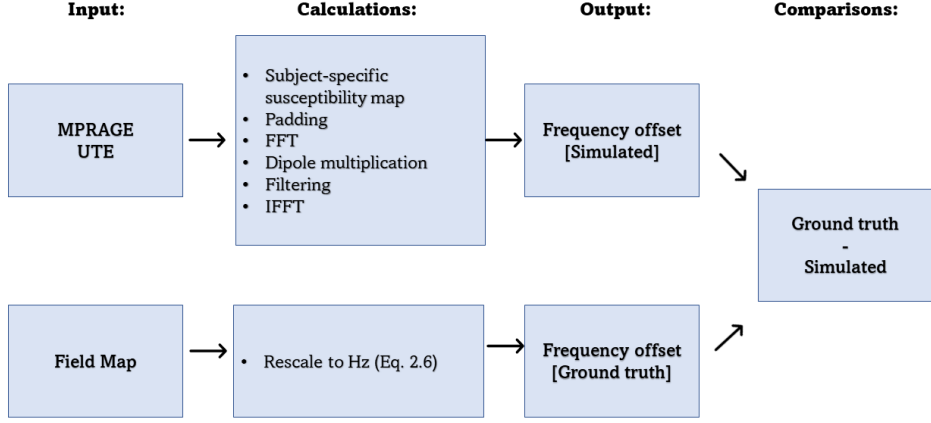 Input:
Calculations:
Output:
Comparisons:
MPRAGE
UTE
• Subject-specific
susceptibility map
• Padding
• FFT
• Dipole multiplication
• Filtering
• IFFT
Frequency offset
[Simulated]
Ground truth
-
Simulated
Field Map
• Rescale to Hz (Eq. 2.6)
Frequency offset
[Ground truth]